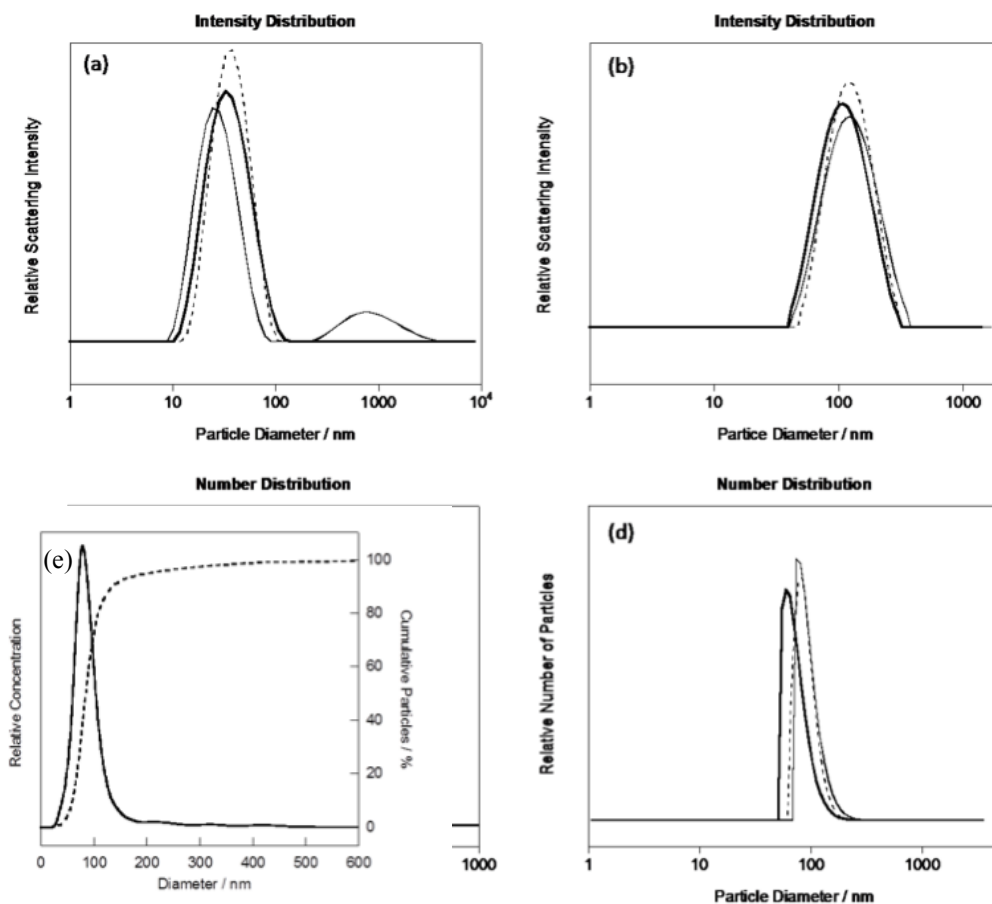 Intensity Distribution
(a)
Relative Scattering Intensity
1 10 100 1000 10⁴
Particle Diameter / nm
Intensity Distribution
(b)
Relative Scattering Intensity
1 10 100 1000
Partice Diameter / nm
Number Distribution
(e)
Relative Concentration
100
80
60
40
20
0
Cumulative Particles / %
0 100 200 300 400 500 600
Diameter / nm
1000
Number Distribution
(d)
Relative Number of Particles
1 10 100 1000
Particle Diameter / nm